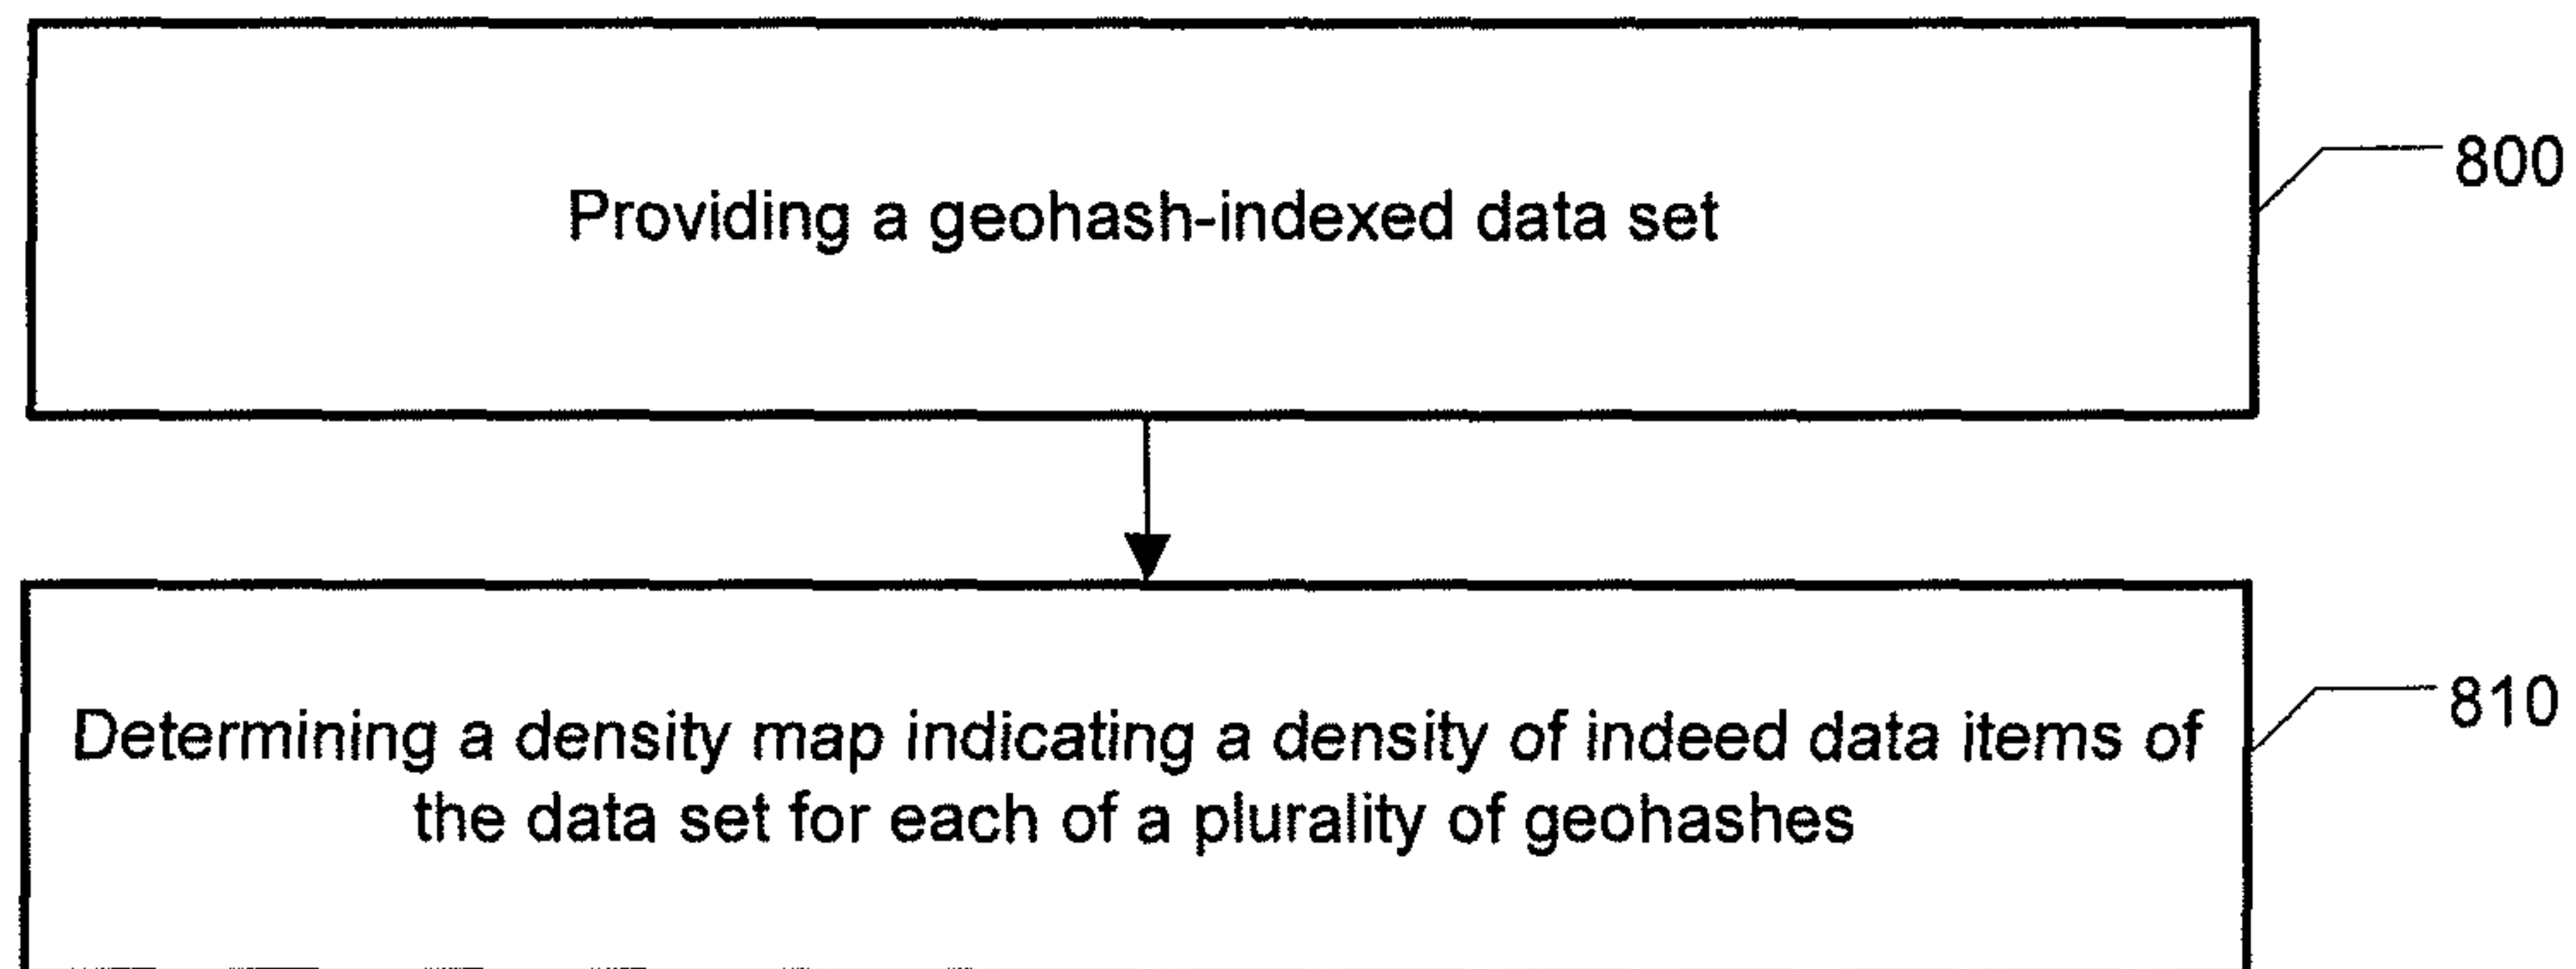 Providing a geohash-indexed data set
800
Determining a density map indicating a density of indeed data items of
the data set for each of a plurality of geohashes
810